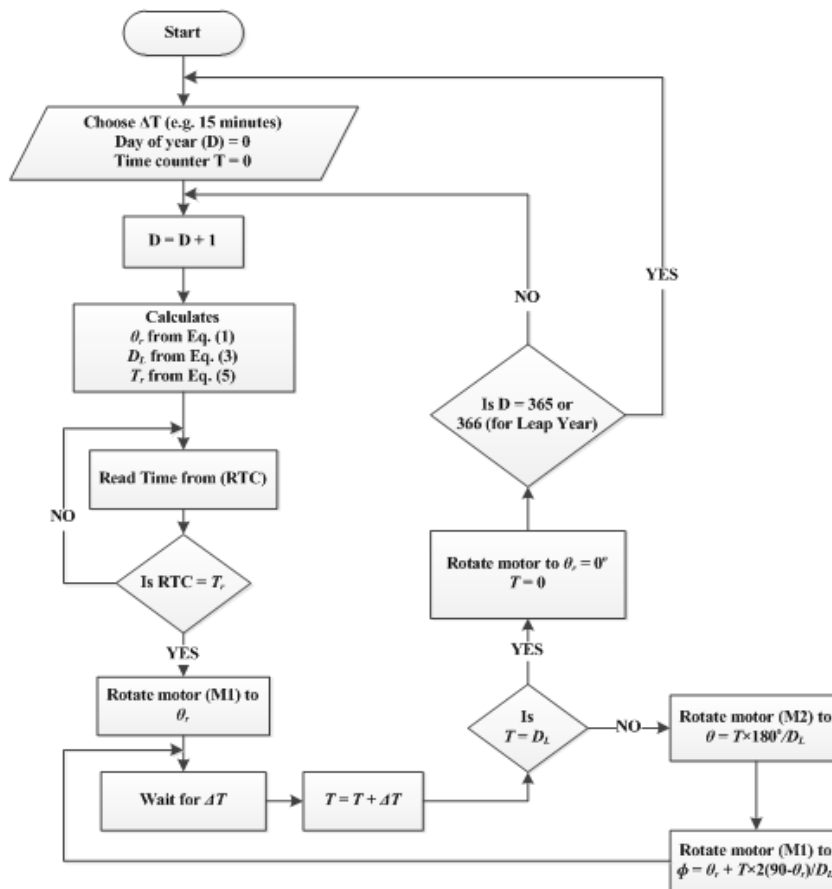 Start
Choose ΔT (e.g. 15 minutes)
Day of year (D) = 0
Time counter T = 0
D = D + 1
Calculates
θr from Eq. (1)
DL from Eq. (3)
Tr from Eq. (5)
Read Time from (RTC)
NO
Is RTC = Tr
YES
Rotate motor (M1) to
θr
Wait for ΔT
T = T + ΔT
Is
T = DL
YES
NO
Rotate motor to θr = 0°
T = 0
Is D = 365 or
366 (for Leap Year)
NO
YES
Rotate motor (M2) to
θ = T×180°/DL
Rotate motor (M1) to
ϕ = θr + T×2(90-θr)/DL